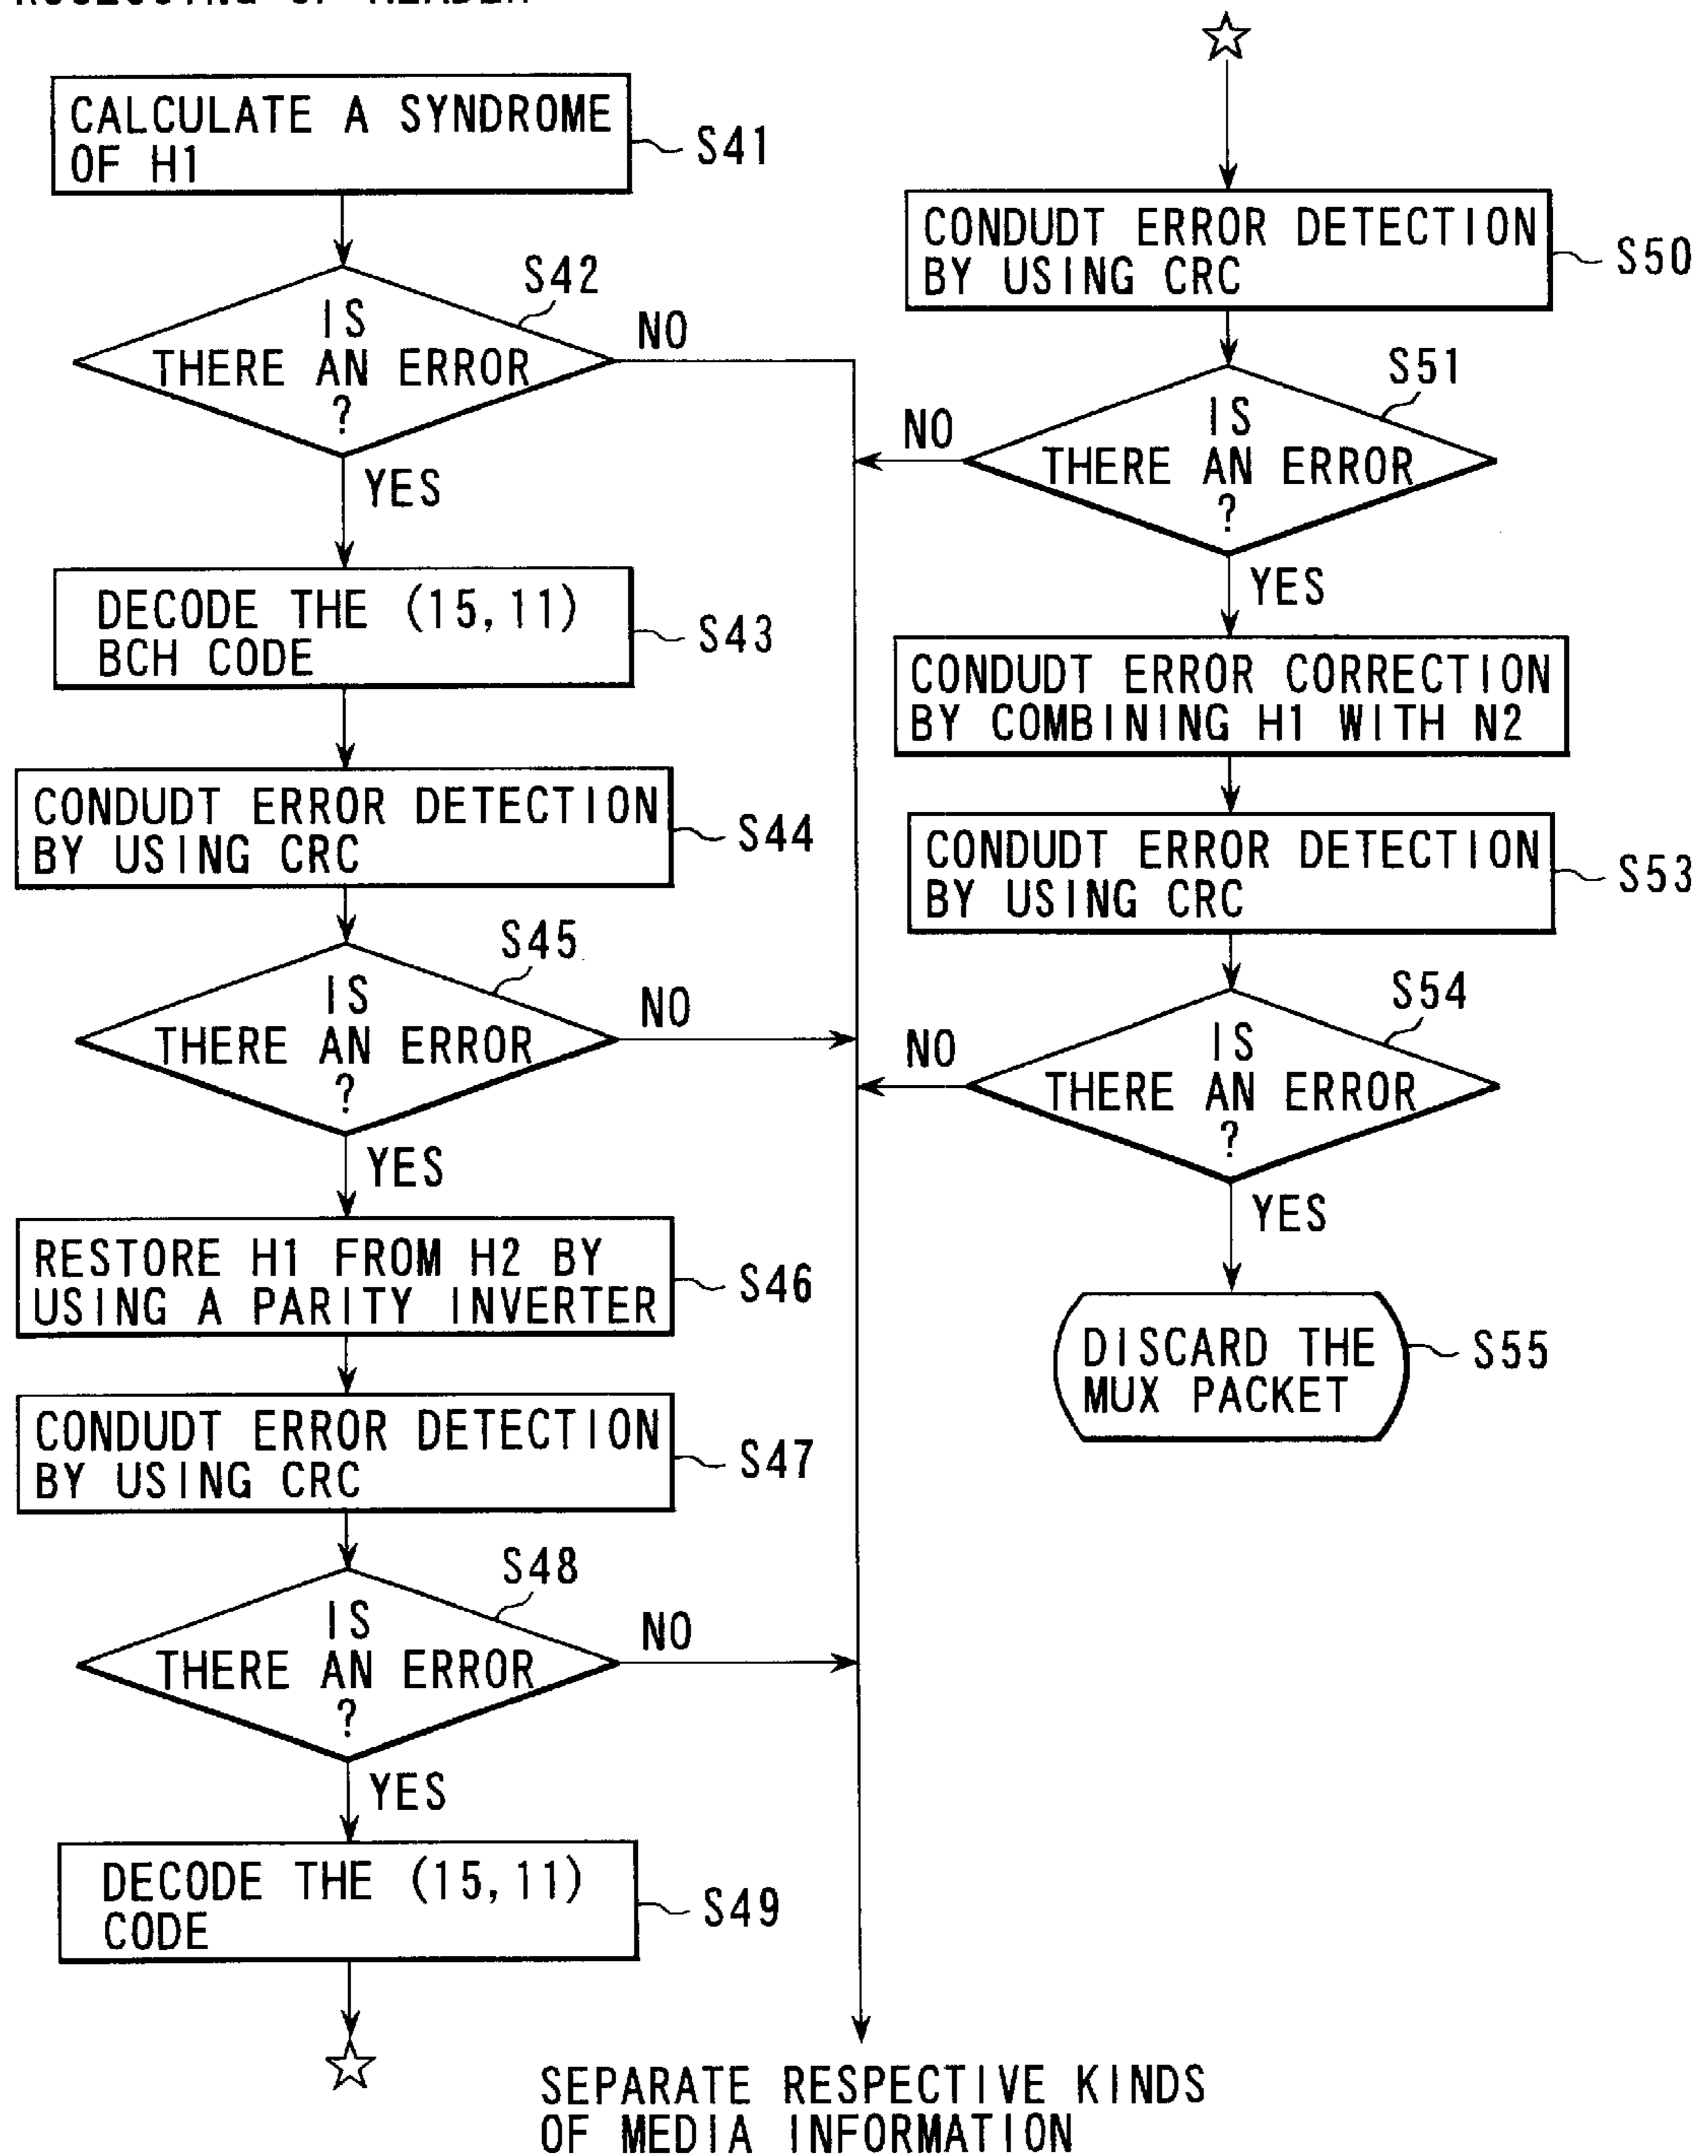 CALCULATE A SYNDROME
OF H1
S41
S42
IS
THERE AN ERROR
?
NO
YES
DECODE THE (15,11)
BCH CODE
S43
CONDUDT ERROR DETECTION
BY USING CRC
S44
S45
IS
THERE AN ERROR
?
NO
YES
RESTORE H1 FROM H2 BY
USING A PARITY INVERTER
S46
CONDUDT ERROR DETECTION
BY USING CRC
S47
S48
IS
THERE AN ERROR
?
NO
YES
DECODE THE (15,11)
CODE
S49
CONDUDT ERROR DETECTION
BY USING CRC
S50
S51
IS
THERE AN ERROR
?
NO
YES
CONDUDT ERROR CORRECTION
BY COMBINING H1 WITH N2
CONDUDT ERROR DETECTION
BY USING CRC
S53
S54
IS
THERE AN ERROR
?
NO
YES
DISCARD THE
MUX PACKET
S55
SEPARATE RESPECTIVE KINDS
OF MEDIA INFORMATION